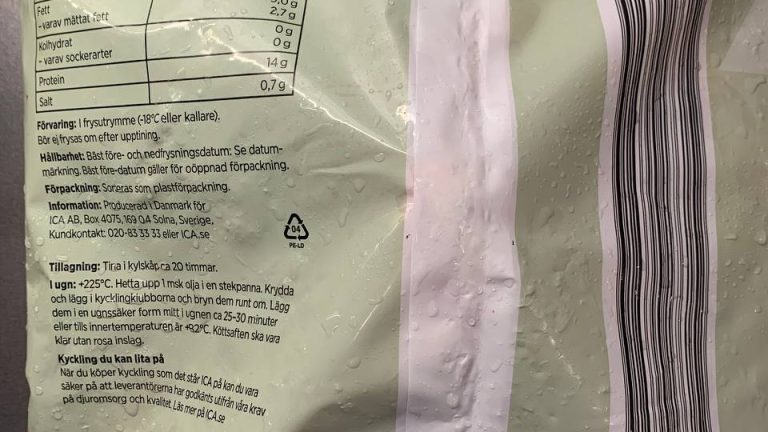 Fett
2,7 g
- varav mättat fett
0 g
Kolhydrat
0 g
- varav sockerarter
14 g
Protein
0,7 g
Salt
Förvaring: I frysutrymme (-18°C eller kallare).
Bör ej frysas om efter upptining.
Hållbarhet: Bäst före- och nedfrysningsdatum: Se datum-
märkning. Bäst före-datum gäller för oöppnad förpackning.
Förpackning: Sorteras som plastförpackning.
Information: Producerad i Danmark för
ICA AB, Box 4075, 169 04 Solna, Sverige,
Kundkontakt: 020-83 33 33 eller ICA.se
04
PE-LD
Tillagning: Tina i kylskåp ca 20 timmar.
I ugn: +225°C. Hetta upp 1 msk olja i en stekpanna. Krydda
och lägg i kycklingklubborna och bryn dem runt om. Lägg
dem i en ugnssäker form mitt i ugnen ca 25-30 minuter
eller tills innertemperaturen är +82°C. Köttsaften ska vara
klar utan rosa inslag.
Kyckling du kan lita på
När du köper kyckling som det står ICA på kan du vara
säker på att leverantörerna har godkänts utifrån våra krav
på djuromsorg och kvalitet. Läs mer på ICA.se